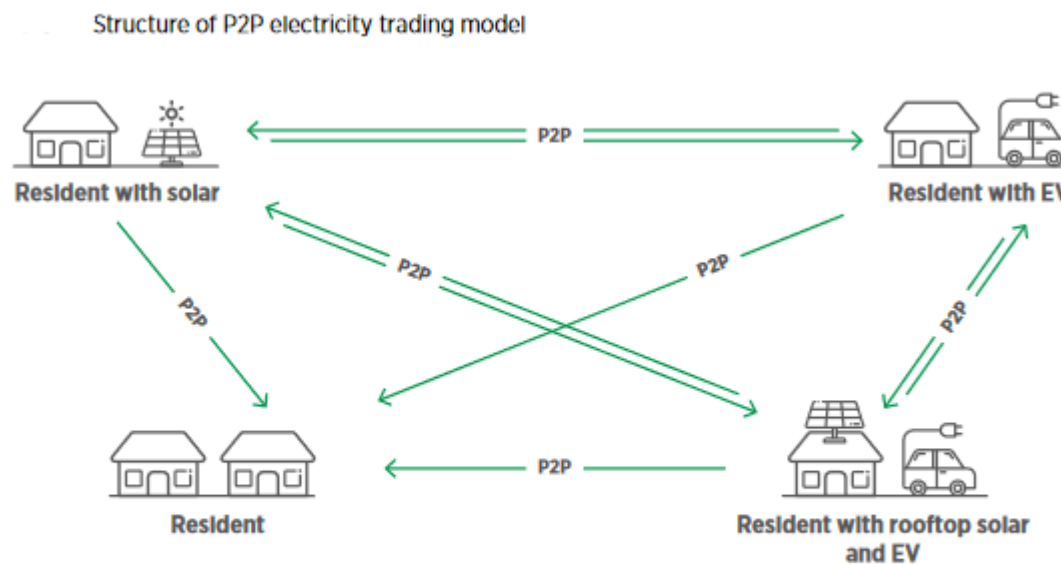 Structure of P2P electricity trading model
P2P
Resident with solar
Resident with EV
P2P
P2P
P2P
P2P
P2P
Resident
Resident with rooftop solar
and EV